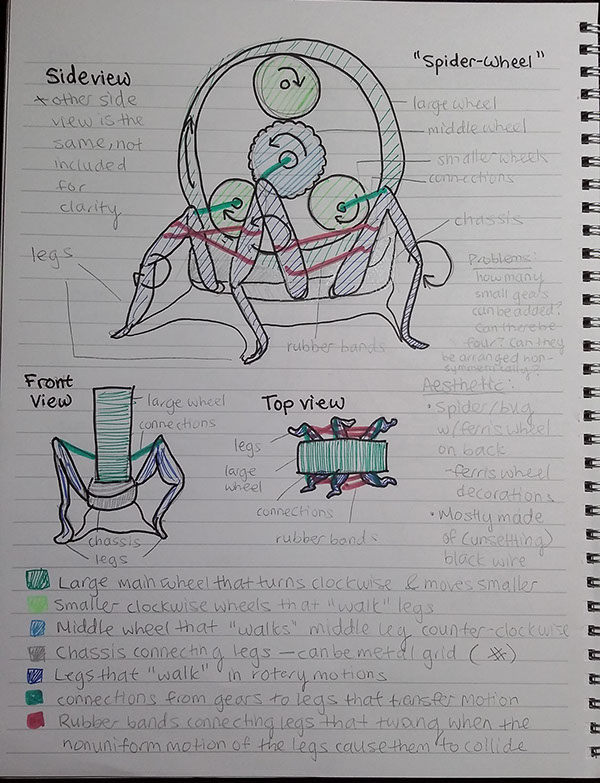 "Spider-Wheel"
Sideview
* other side
view is the
same, not
included
for
clarity
large wheel
middle wheel
smaller wheels
connections
chassis
legs
rubber bands
Problems:
how many
small gears
can be added?
Can there be
four? Can they
be arranged non-
symmetrically?
Front
View
large wheel
connections
chassis
legs
Top view
legs
large
wheel
connections
rubber bands
Aesthetic:
• Spider/bug
w/ferris wheel
on back
- ferris wheel
decorations
• Mostly made
of (unsettling)
black wire
Large main wheel that turns clockwise & moves smaller
Smaller clockwise wheels that "walk" legs
Middle wheel that "walks" middle leg counter-clockwise
Chassis connecting legs — can be metal grid (※)
Legs that "walk" in rotery motions
connections from gears to legs that transfer motion
Rubber bands connecting legs that twang when the
nonuniform motion of the legs cause them to collide